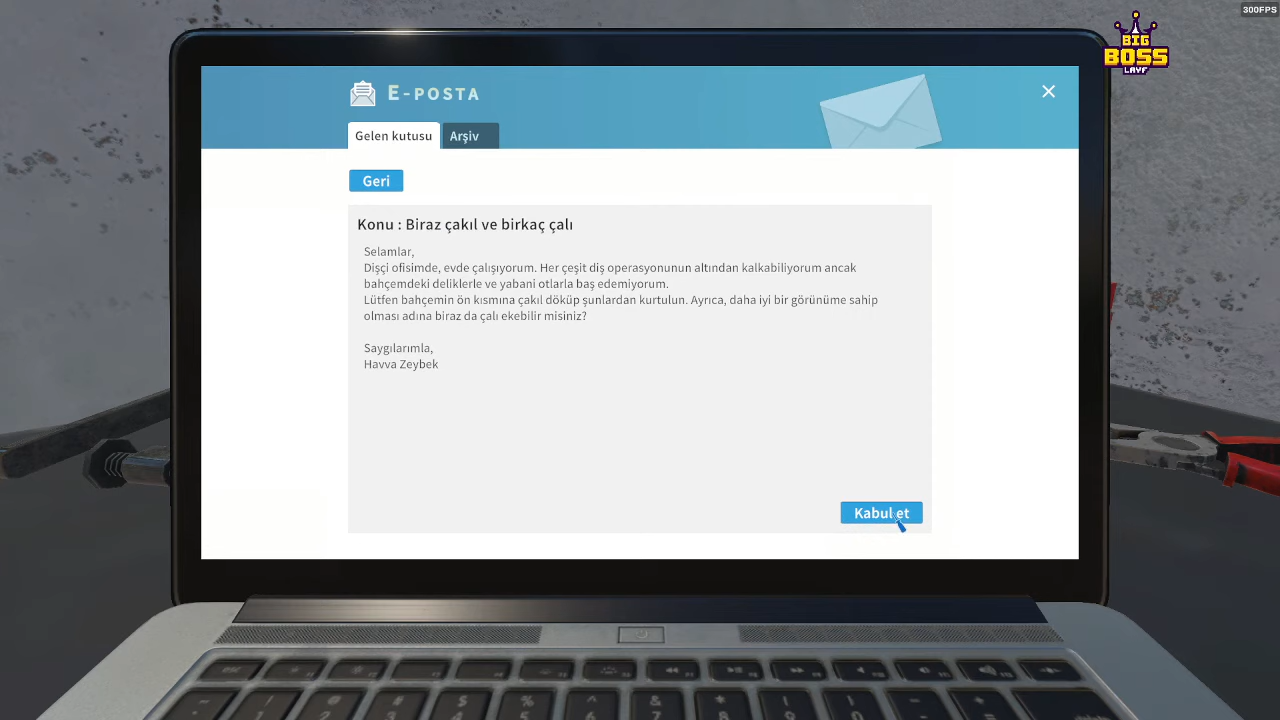 300FPS
BIG
BOSS
LAYF
E-POSTA
Gelen kutusu
Arşiv
Geri
Konu : Biraz çakıl ve birkaç çalı
Selamlar,
Dişçi ofisimde, evde çalışıyorum. Her çeşit diş operasyonunun altından kalkabiliyorum ancak
bahçemdeki deliklerle ve yabani otlarla baş edemiyorum.
Lütfen bahçemin ön kısmına çakıl döküp şunlardan kurtulun. Ayrıca, daha iyi bir görünüme sahip
olması adına biraz da çalı ekebilir misiniz?
Saygılarımla,
Havva Zeybek
Kabul et